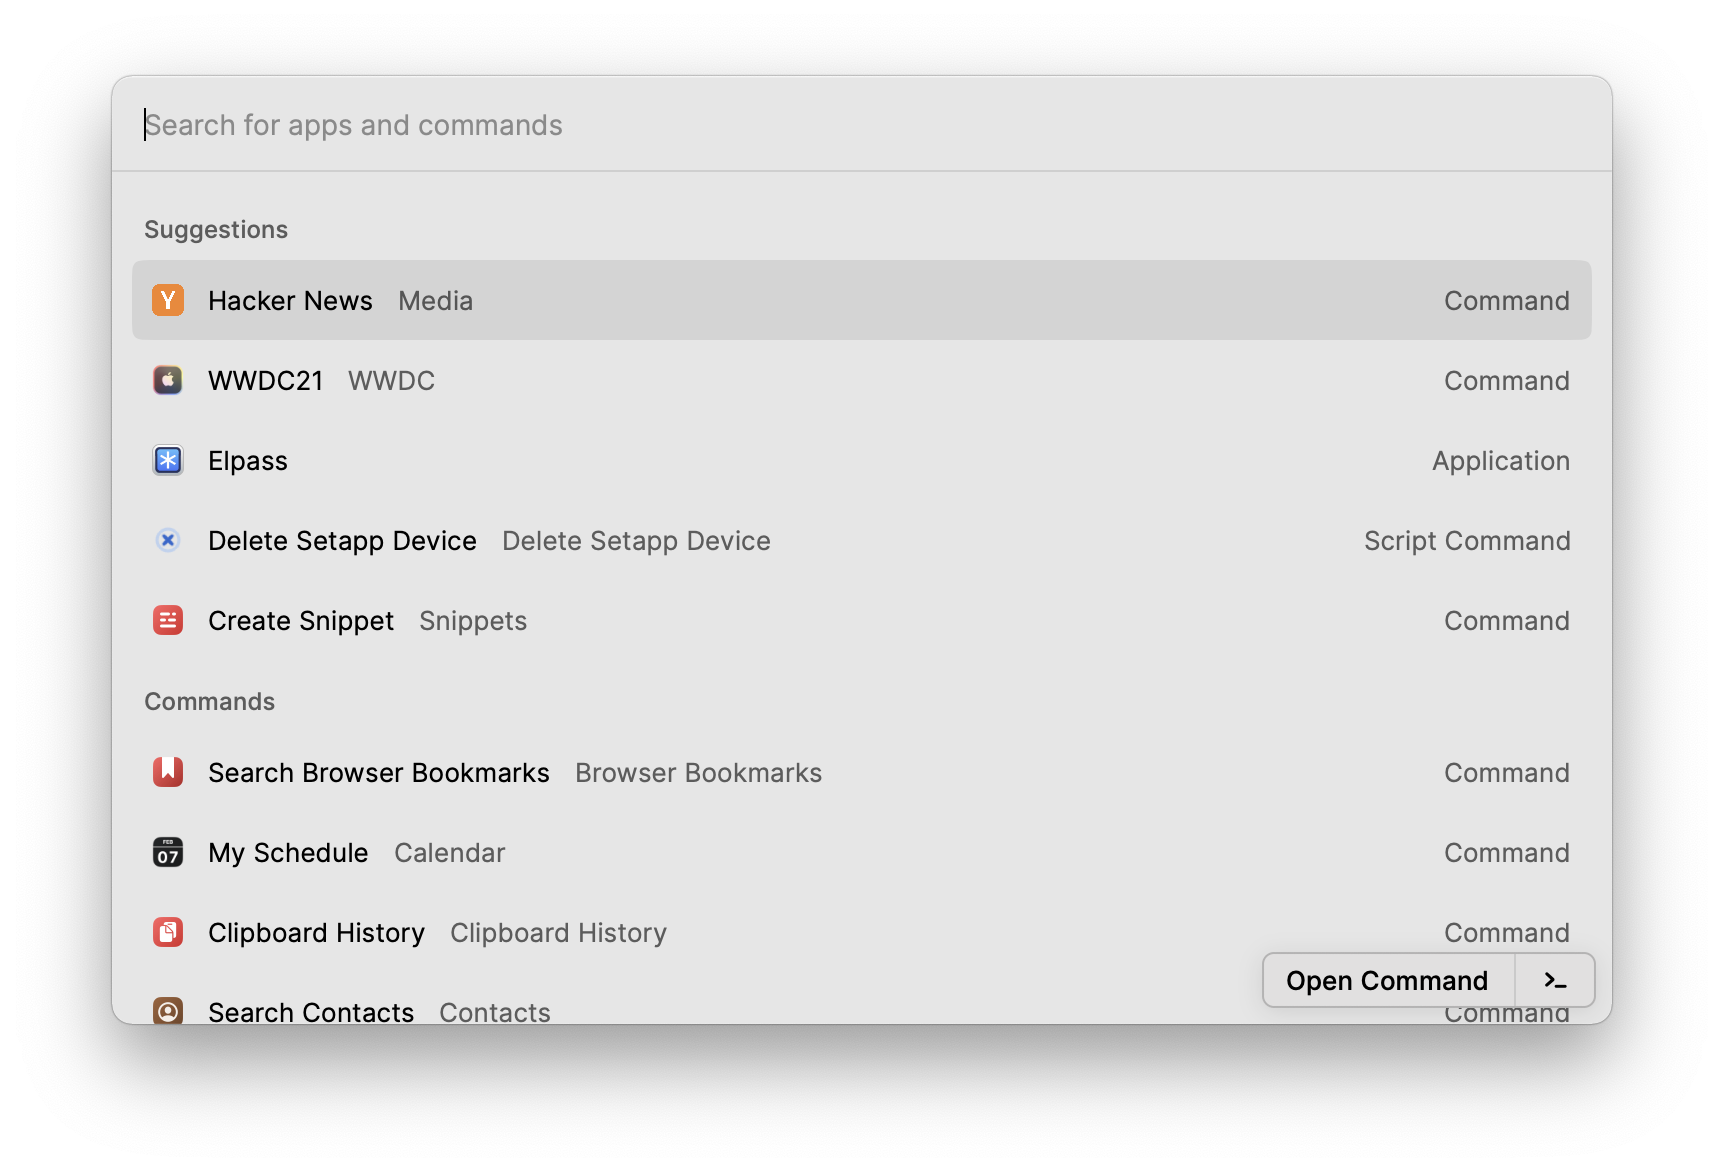 Search for apps and commands
Suggestions
Y Hacker News Media Command
WWDC21 WWDC Command
Elpass Application
Delete Setapp Device Delete Setapp Device Script Command
Create Snippet Snippets Command
Commands
Search Browser Bookmarks Browser Bookmarks Command
FEB
07 My Schedule Calendar Command
Clipboard History Clipboard History Command
Open Command >_
Search Contacts Contacts Command